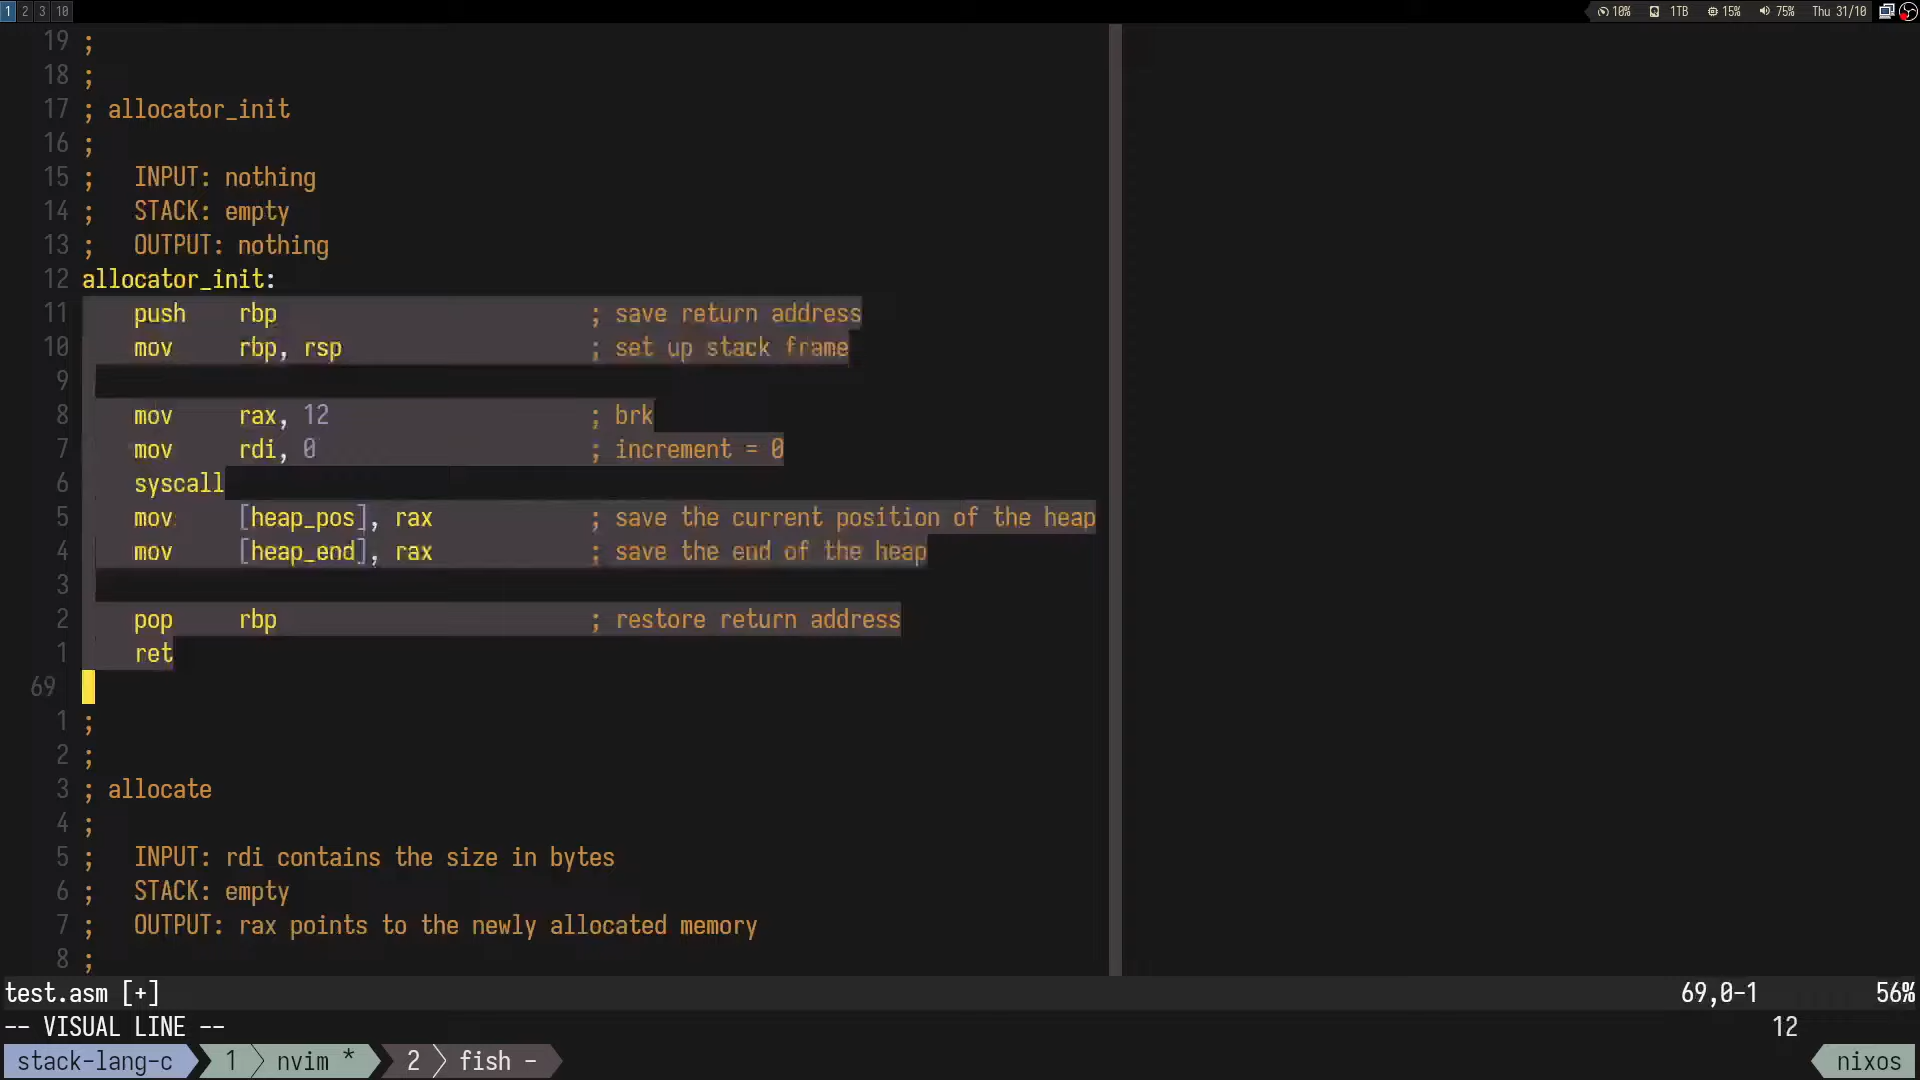 1 2 3 10 10% 1TB 15% 75% Thu 31/10
19 ;
18 ;
17 ; allocator_init
16 ;
15 ;   INPUT: nothing
14 ;   STACK: empty
13 ;   OUTPUT: nothing
12 allocator_init:
11     push    rbp                        ; save return address
10     mov     rbp, rsp                   ; set up stack frame
9
8     mov     rax, 12                    ; brk
7     mov     rdi, 0                     ; increment = 0
6     syscall
5     mov     [heap_pos], rax            ; save the current position of the heap
4     mov     [heap_end], rax            ; save the end of the heap
3
2     pop     rbp                        ; restore return address
1     ret
69
1 ;
2 ;
3 ; allocate
4 ;
5 ;   INPUT: rdi contains the size in bytes
6 ;   STACK: empty
7 ;   OUTPUT: rax points to the newly allocated memory
8 ;
test.asm [+] 69,0-1 56%
-- VISUAL LINE -- 12
stack-lang-c 1 nvim * 2 fish - nixos